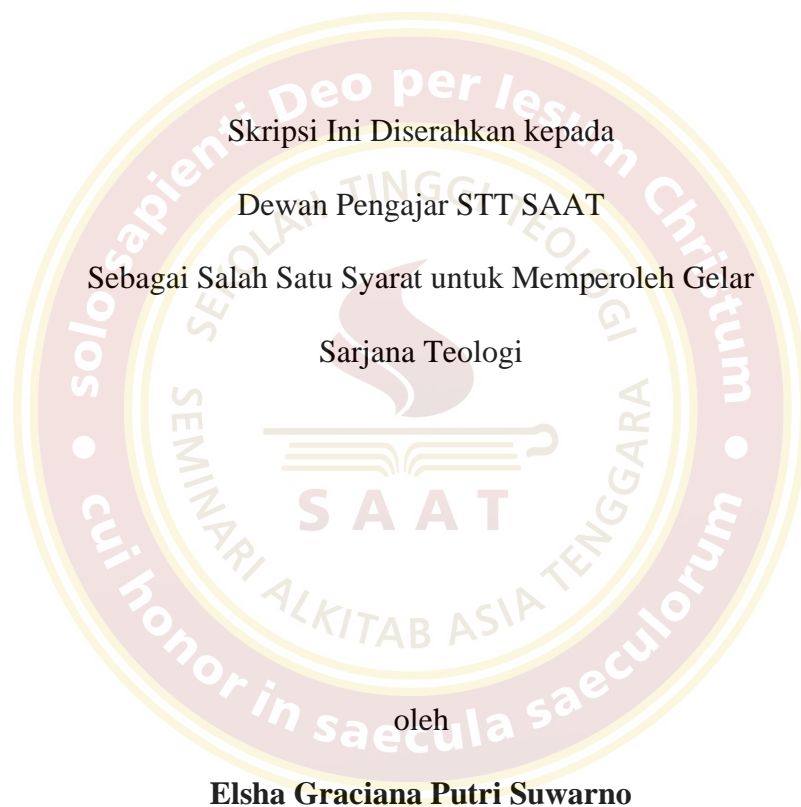 Skripsi Ini Diserahkan kepada
Dewan Pengajar STT SAAT
Sebagai Salah Satu Syarat untuk Memperoleh Gelar
Sarjana Teologi
oleh
Elsha Graciana Putri Suwarno
soli sapienti Deo per Iesum Christum
cui honor in saecula saeculorum
SEKOLAH TINGGI TEOLOGI
SEMINARI ALKITAB ASIA TENGGARA
SAAT